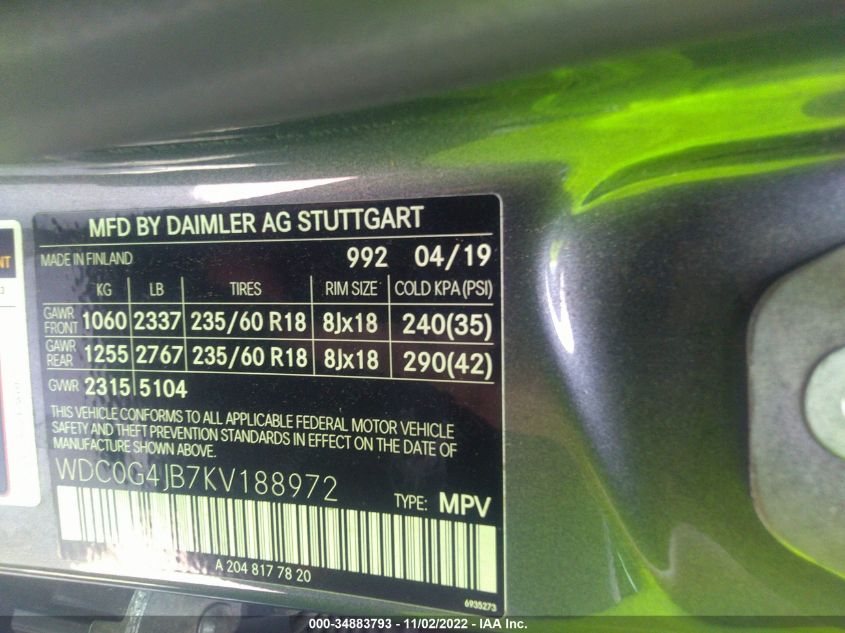 NT
3
MFD BY DAIMLER AG STUTTGART
MADE IN FINLAND 992 04/19
KG LB TIRES RIM SIZE COLD KPA(PSI)
GAWR FRONT 1060 2337 235/60 R18 8Jx18 240(35)
GAWR REAR 1255 2767 235/60 R18 8Jx18 290(42)
GVWR 2315 5104
THIS VEHICLE CONFORMS TO ALL APPLICABLE FEDERAL MOTOR VEHICLE
SAFETY AND THEFT PREVENTION STANDARDS IN EFFECT ON THE DATE OF
MANUFACTURE SHOWN ABOVE.
WDC0G4JB7KV188972
TYPE: MPV
A 204 817 78 20
6935273
000-34883793 - 11/02/2022 - IAA Inc.